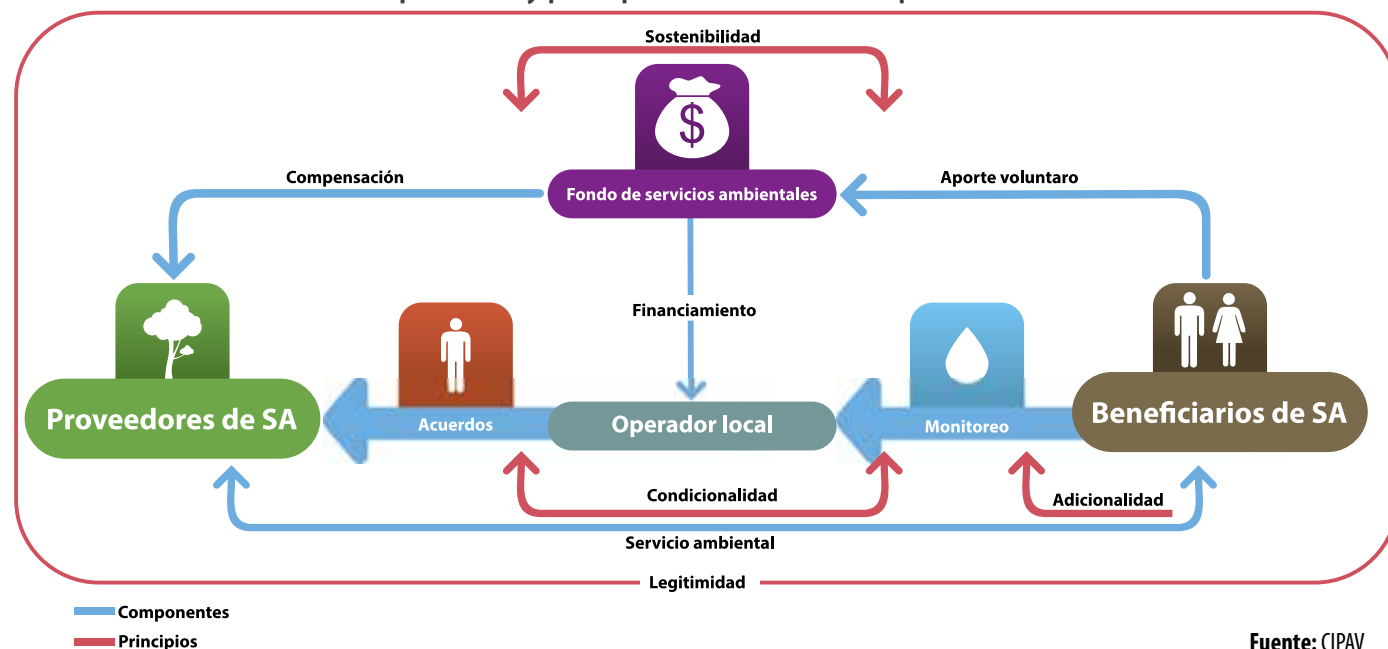 Sostenibilidad
$
Compensación
Fondo de servicios ambientales
Aporte voluntaro
Financiamiento
Proveedores de SA
Acuerdos
Operador local
Monitoreo
Beneficiarios de SA
Condicionalidad
Adicionalidad
Servicio ambiental
Legitimidad
Componentes
Principios
Fuente: CIPAV